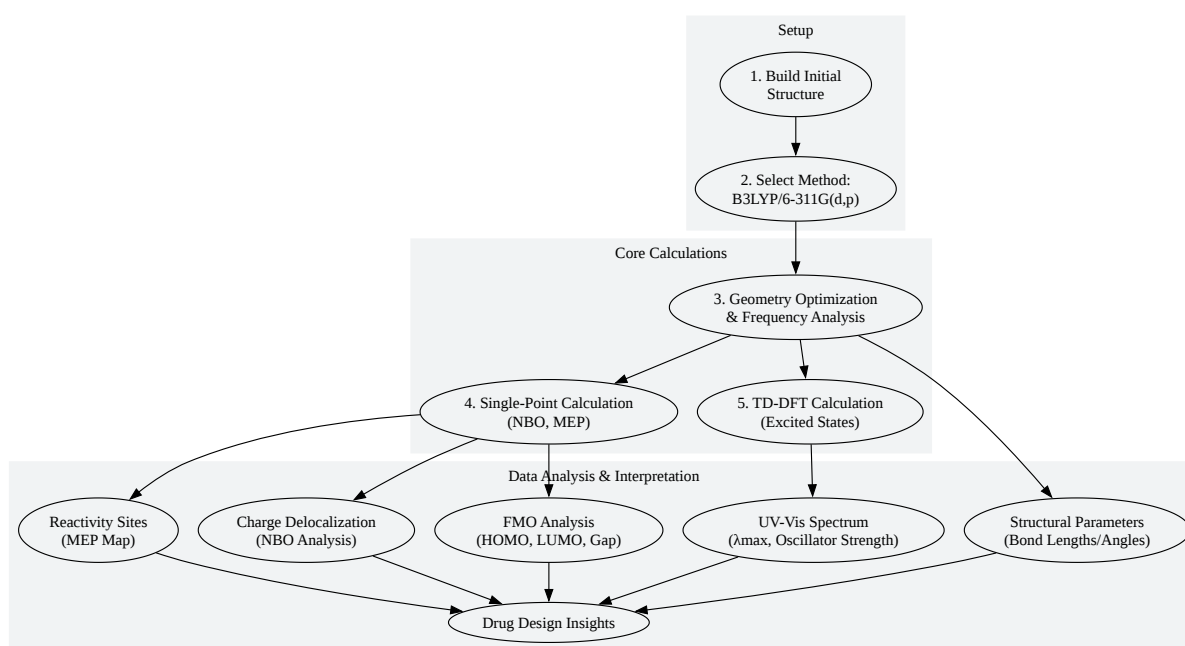 Setup
1. Build Initial
Structure
2. Select Method:
B3LYP/6-311G(d,p)
Core Calculations
3. Geometry Optimization
& Frequency Analysis
4. Single-Point Calculation
(NBO, MEP)
5. TD-DFT Calculation
(Excited States)
Data Analysis & Interpretation
Reactivity Sites
(MEP Map)
Charge Delocalization
(NBO Analysis)
FMO Analysis
(HOMO, LUMO, Gap)
UV-Vis Spectrum
(λmax, Oscillator Strength)
Structural Parameters
(Bond Lengths/Angles)
Drug Design Insights